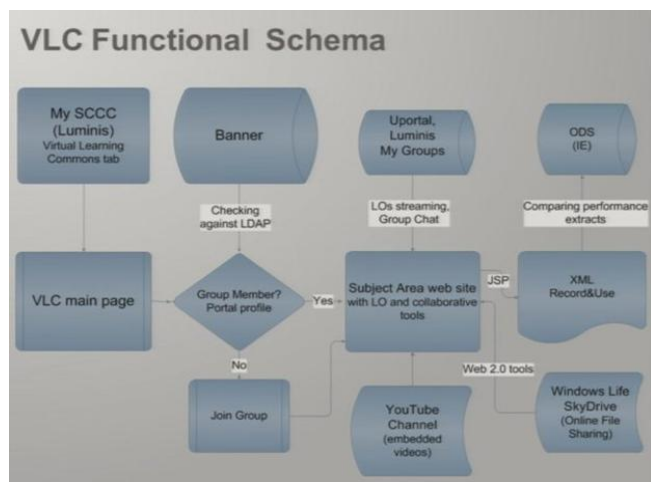 VLC Functional Schema
My SCCC
(Luminis)
Virtual Learning
Commons tab
Banner
Uportal,
Luminis
My Groups
ODS
(IE)
Checking
against LDAP
LOs streaming,
Group Chat
Comparing performance
extracts
VLC main page
Group Member?
Portal profile
Yes
Subject Area web site
with LO and collaborative
tools
JSP
XML
Record&Use
No
Web 2.0 tools
Join Group
YouTube
Channel
(embedded
videos)
Windows Life
SkyDrive
(Online File
Sharing)